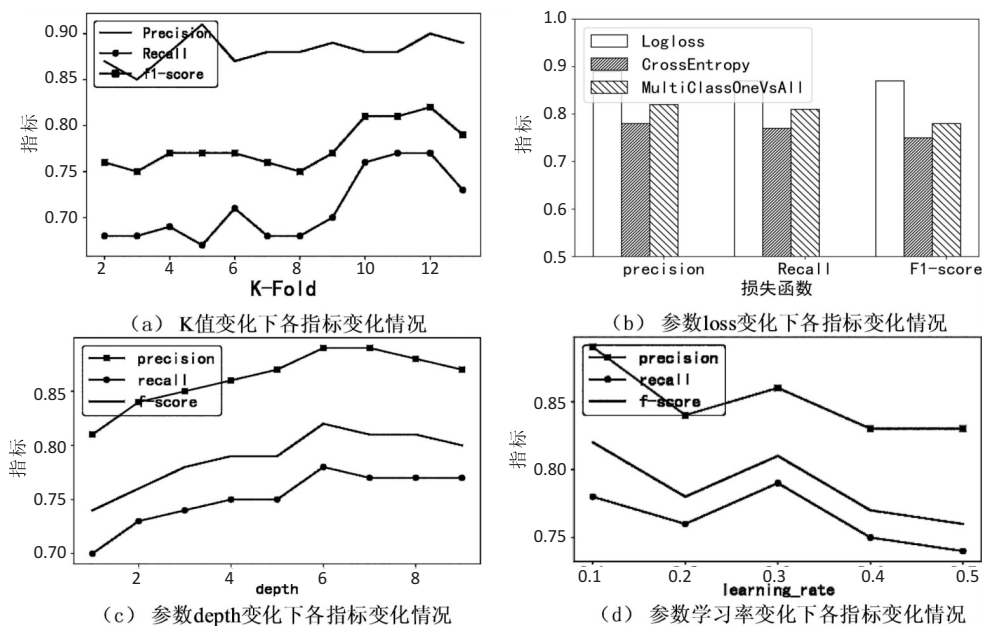 0.90
0.85
0.80
0.75
0.70
指标
Precision
Recall
f1-score
2 4 6 8 10 12
K-Fold
(a) K值变化下各指标变化情况
1.0
0.9
0.8
0.7
0.6
0.5
指标
Logloss
CrossEntropy
MultiClassOneVsAll
precision Recall F1-score
损失函数
(b) 参数loss变化下各指标变化情况
0.85
0.80
0.75
0.70
指标
precision
recall
f-score
2 4 6 8
depth
(c) 参数depth变化下各指标变化情况
0.85
0.80
0.75
指标
precision
recall
f-score
0.1 0.2 0.3 0.4 0.5
learning_rate
(d) 参数学习率变化下各指标变化情况